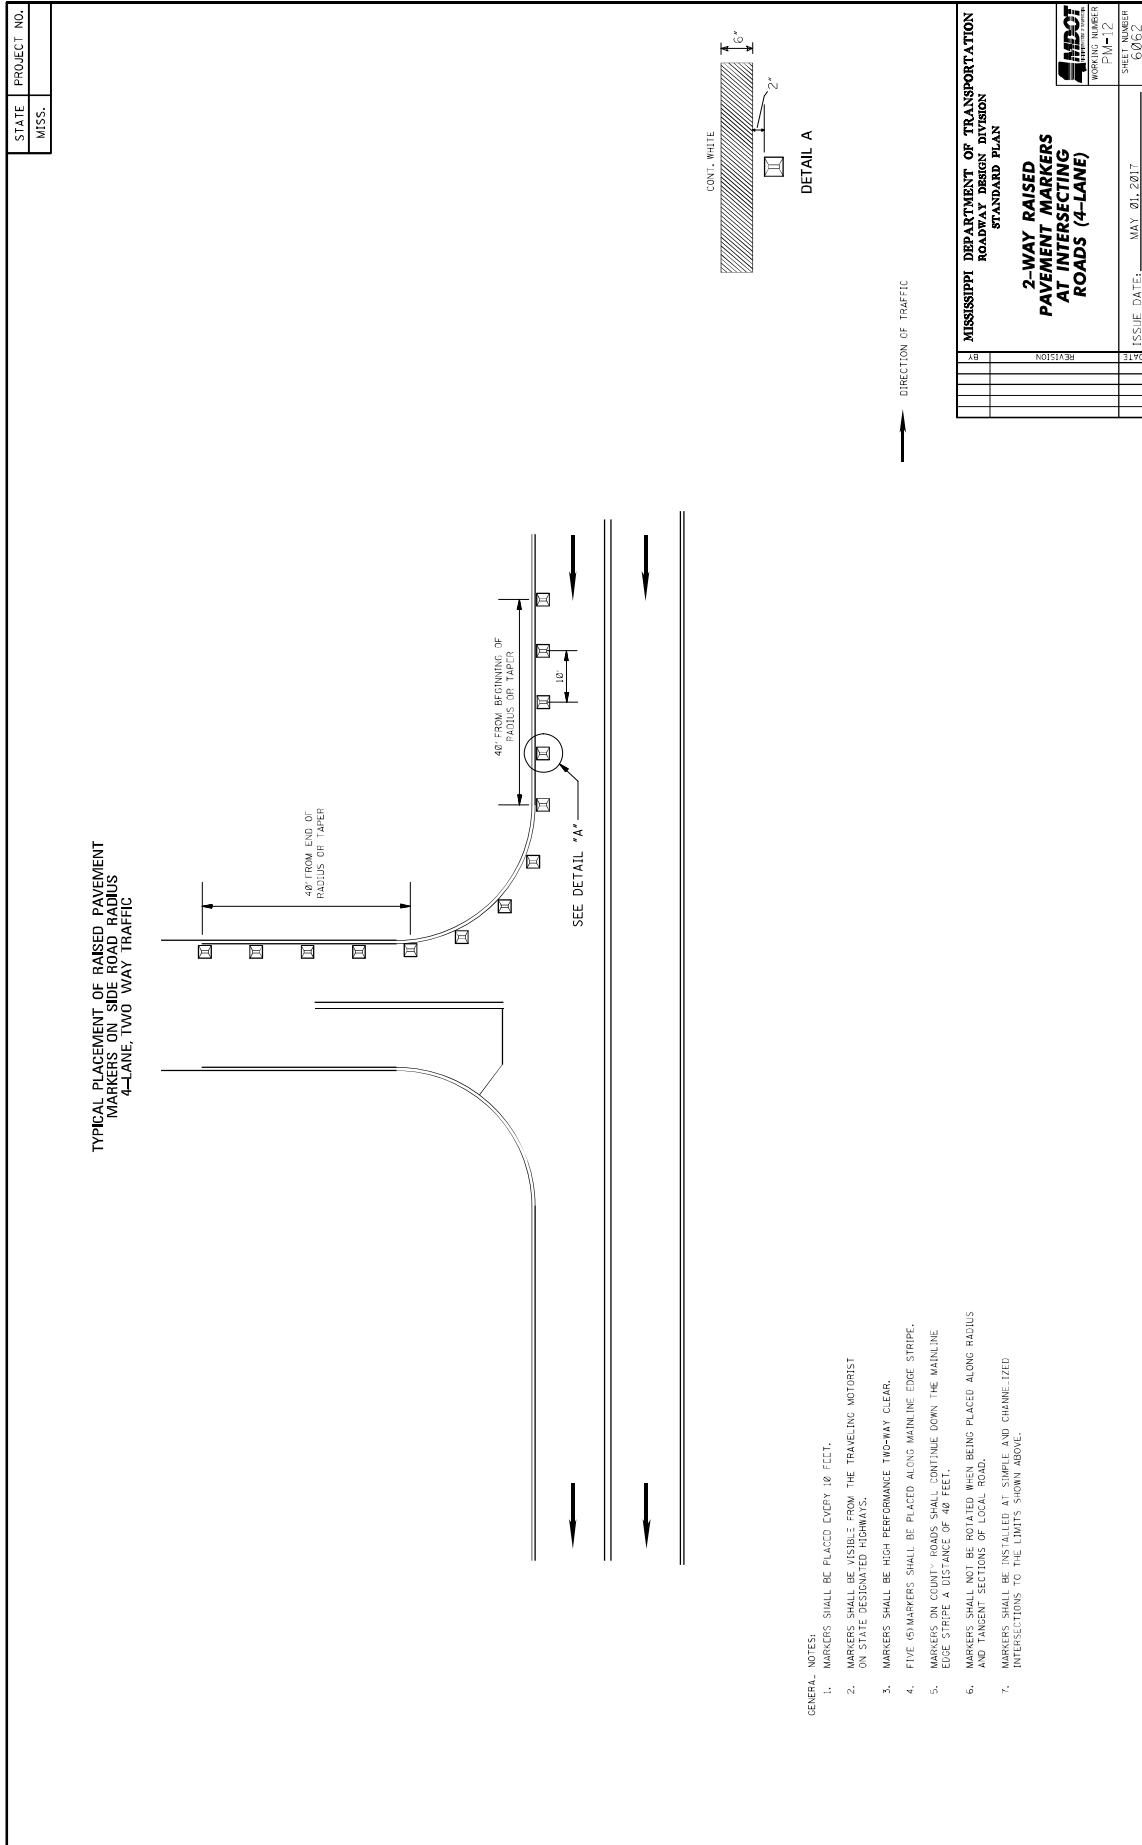 STATE PROJECT NO.
MISS.
TYPICAL PLACEMENT OF RAISED PAVEMENT
MARKERS ON SIDE ROAD RADIUS
4-LANE, TWO WAY TRAFFIC
40' FROM END OF
RADIUS OR TAPER
40' FROM BEGINNING OF
RADIUS OR TAPER
10'
SEE DETAIL "A"
CONT. WHITE
6"
2"
DETAIL A
DIRECTION OF TRAFFIC
GENERAL NOTES:
1. MARKERS SHALL BE PLACED EVERY 10 FEET.
2. MARKERS SHALL BE VISIBLE FROM THE TRAVELING MOTORIST
ON STATE DESIGNATED HIGHWAYS.
3. MARKERS SHALL BE HIGH PERFORMANCE TWO-WAY CLEAR.
4. FIVE (5) MARKERS SHALL BE PLACED ALONG MAINLINE EDGE STRIPE.
5. MARKERS ON COUNTY ROADS SHALL CONTINUE DOWN THE MAINLINE
EDGE STRIPE A DISTANCE OF 40 FEET.
6. MARKERS SHALL NOT BE ROTATED WHEN BEING PLACED ALONG RADIUS
AND TANGENT SECTIONS OF LOCAL ROAD.
7. MARKERS SHALL BE INSTALLED AT SIMPLE AND CHANNELIZED
INTERSECTIONS TO THE LIMITS SHOWN ABOVE.
BY
REVISION
DATE
MISSISSIPPI DEPARTMENT OF TRANSPORTATION
ROADWAY DESIGN DIVISION
STANDARD PLAN
2-WAY RAISED
PAVEMENT MARKERS
AT INTERSECTING
ROADS (4-LANE)
MDOT
WORKING NUMBER
PM-12
SHEET NUMBER
6062
ISSUE DATE: MAY 01, 2017